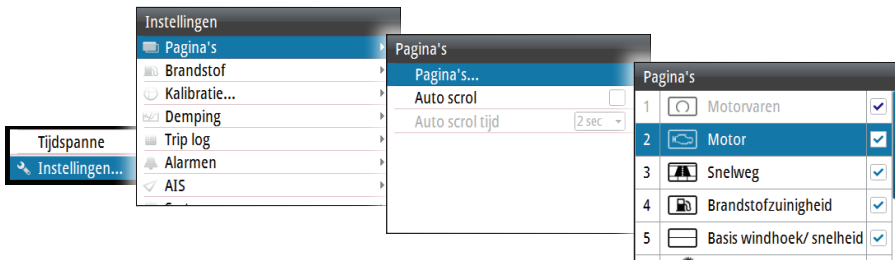 Tijdspanne
Instellingen...
Instellingen
Pagina's
Brandstof
Kalibratie...
Demping
Trip log
Alarmen
AIS
Pagina's
Pagina's...
Auto scrol
Auto scrol tijd 2 sec
Pagina's
1 Motorvaren
2 Motor
3 Snelweg
4 Brandstofzuinigheid
5 Basis windhoek/ snelheid